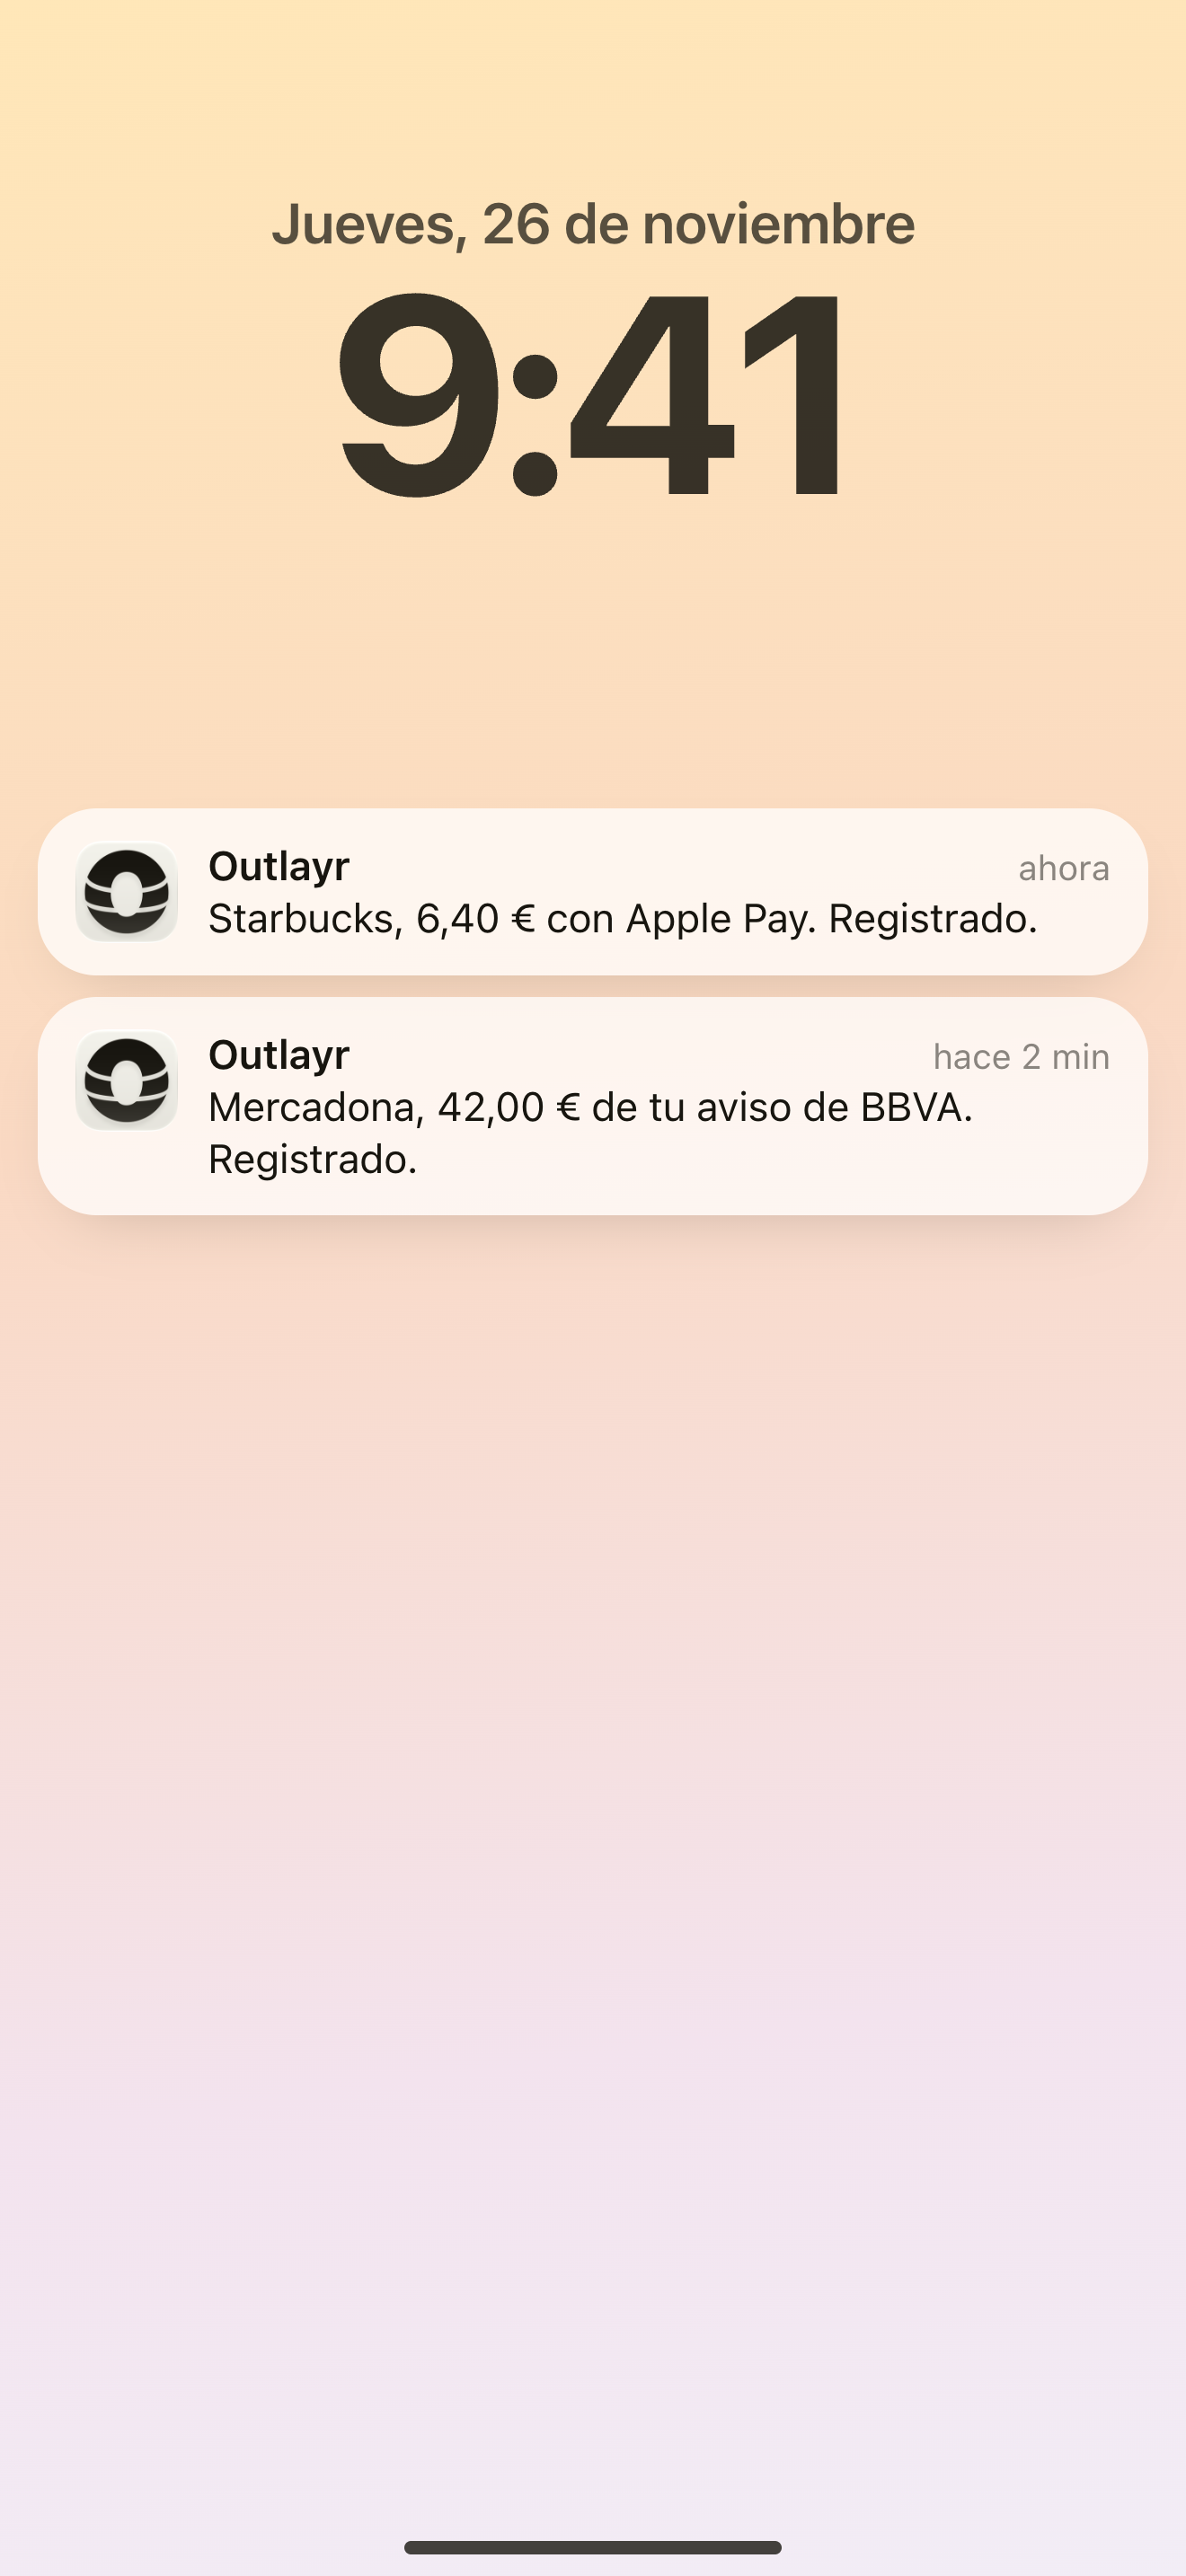 Jueves, 26 de noviembre
9:41
Outlayr
ahora
Starbucks, 6,40 € con Apple Pay. Registrado.
Outlayr
hace 2 min
Mercadona, 42,00 € de tu aviso de BBVA.
Registrado.